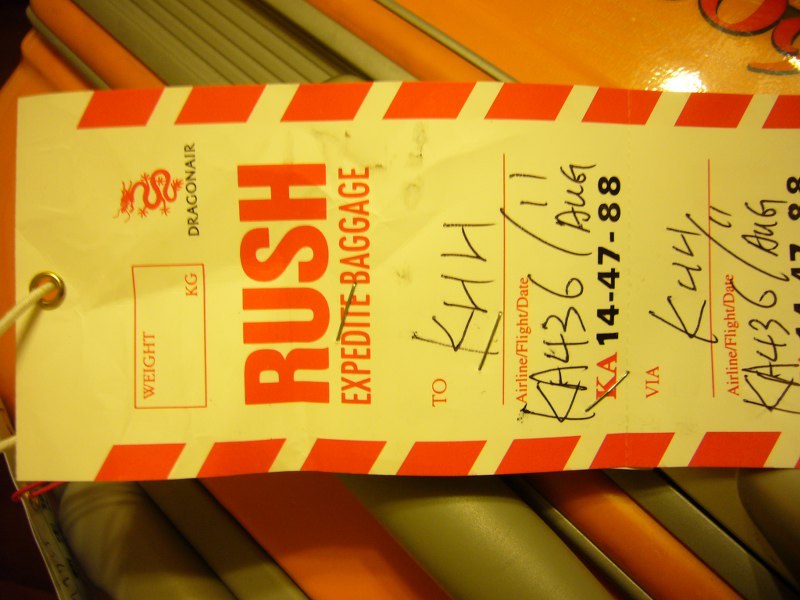 DRAGONAIR
WEIGHT
KG
RUSH
EXPEDITE BAGGAGE
TO
KHH
Airline/Flight/Date
KA436/11 AUG
KA 14-47-88
VIA
KHH
Airline/Flight/Date
KA436/11 AUG